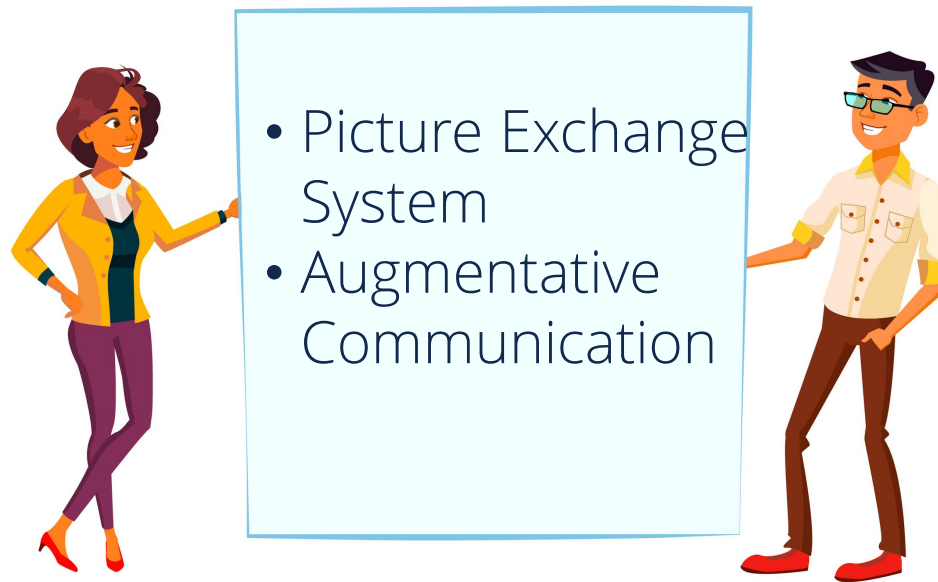 • Picture Exchange
System
• Augmentative
Communication